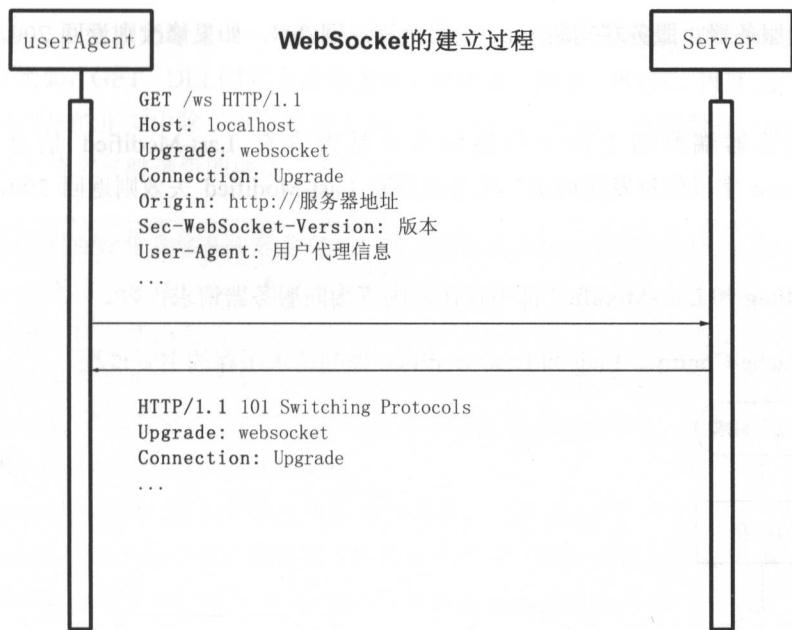 userAgent
WebSocket的建立过程
Server
GET /ws HTTP/1.1
Host: localhost
Upgrade: websocket
Connection: Upgrade
Origin: http://服务器地址
Sec-WebSocket-Version: 版本
User-Agent: 用户代理信息
...
HTTP/1.1 101 Switching Protocols
Upgrade: websocket
Connection: Upgrade
...